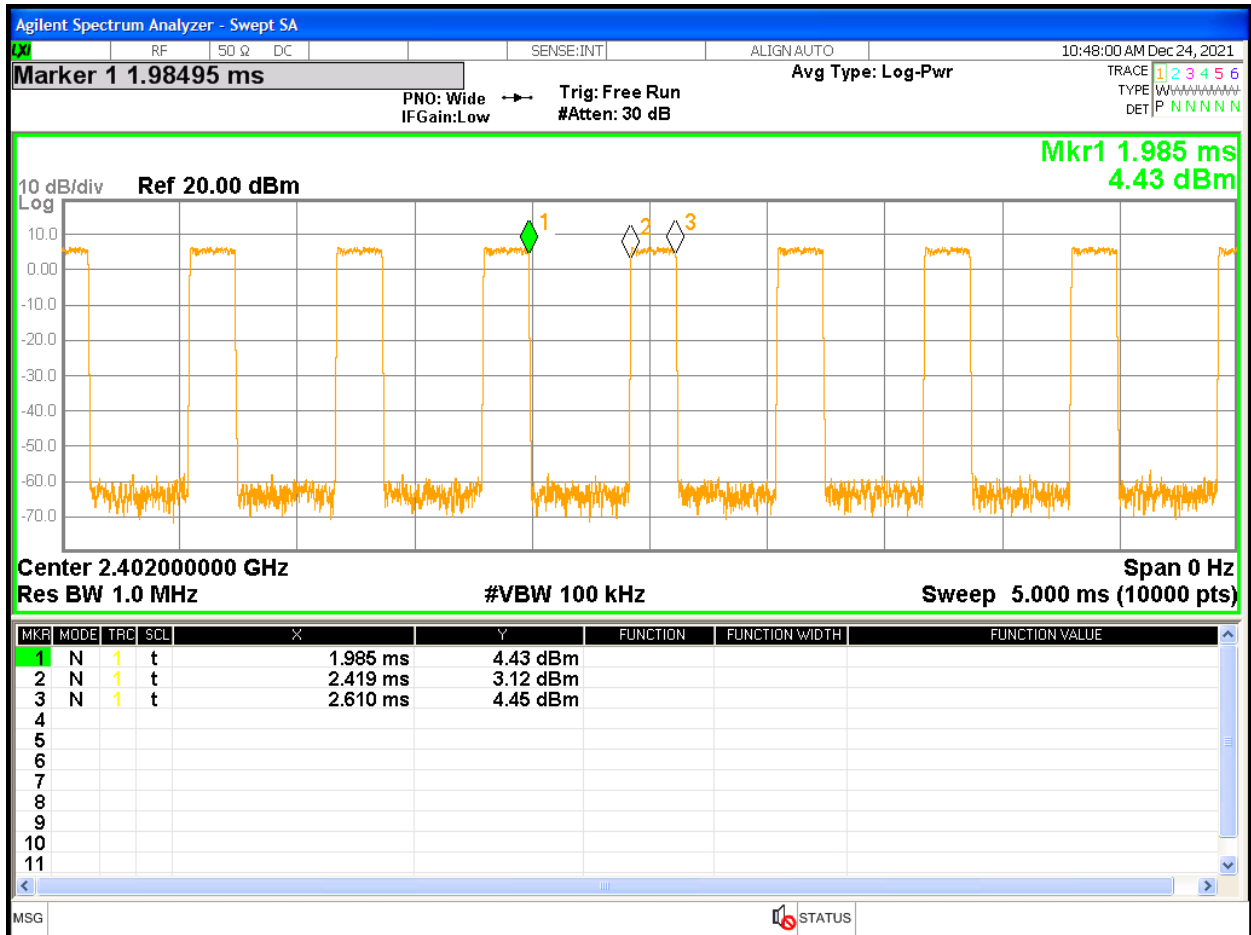 Agilent Spectrum Analyzer - Swept SA
LXI RF 50 Ω DC SENSE:INT ALIGN AUTO 10:48:00 AM Dec 24, 2021
Marker 1 1.98495 ms
PNO: Wide
IFGain:Low
Trig: Free Run
#Atten: 30 dB
Avg Type: Log-Pwr
TRACE 1 2 3 4 5 6
TYPE W
DET P N N N N N
Mkr1 1.985 ms
4.43 dBm
10 dB/div Ref 20.00 dBm
Log
1 2 3
10.0
0.00
-10.0
-20.0
-30.0
-40.0
-50.0
-60.0
-70.0
Center 2.402000000 GHz Span 0 Hz
Res BW 1.0 MHz #VBW 100 kHz Sweep 5.000 ms (10000 pts)
MKR MODE TRC SCL X Y FUNCTION FUNCTION WIDTH FUNCTION VALUE
1 N 1 t 1.985 ms 4.43 dBm
2 N 1 t 2.419 ms 3.12 dBm
3 N 1 t 2.610 ms 4.45 dBm
4
5
6
7
8
9
10
11
MSG STATUS